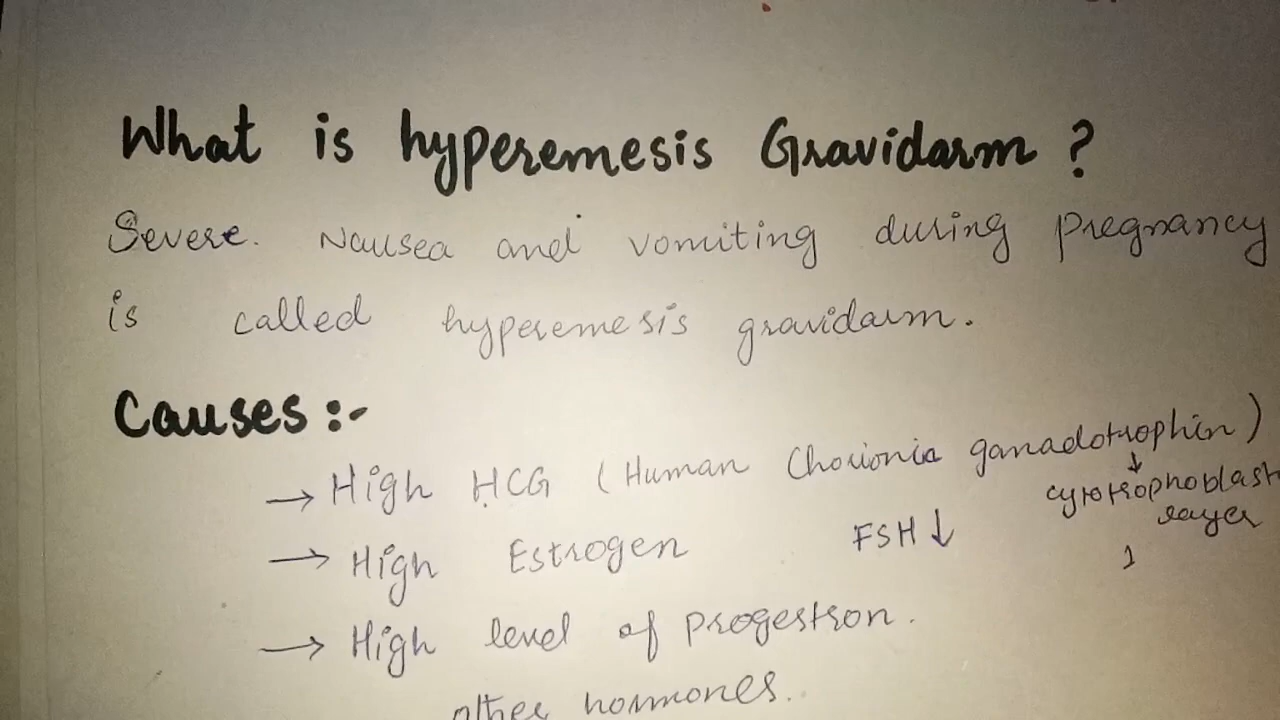 What is hyperemesis Gravidarm ?
Severe. Nausea and vomiting during pregnancy
is called hyperemesis gravidarm.
Causes :-
→ High HCG (Human Chorionic ganadotrophin)
↓
cytotrophoblast
layer
→ High Estrogen FSH ↓
→ High level of progestron.
other hormones.